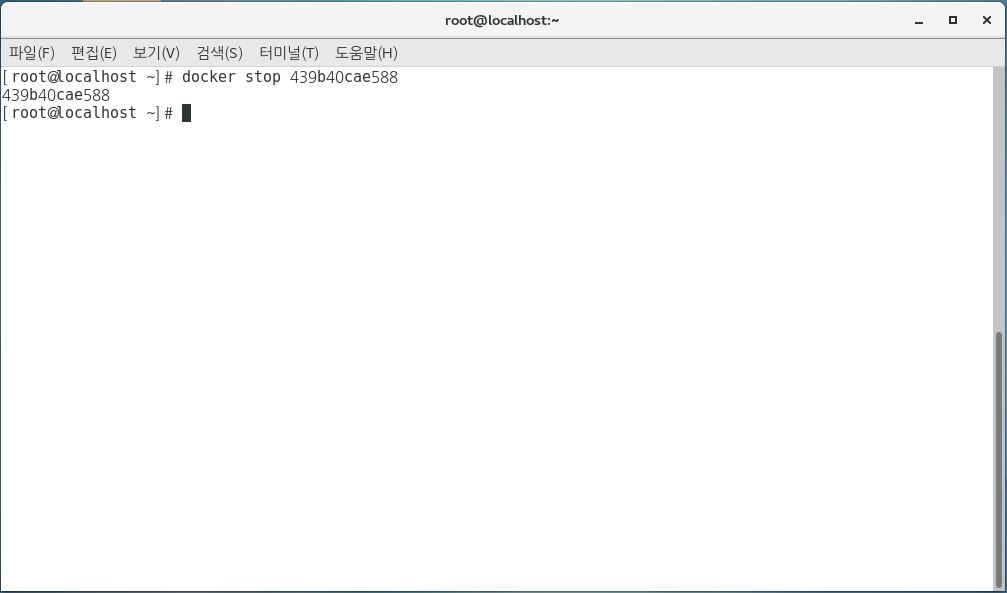 root@localhost:~
파일(F) 편집(E) 보기(V) 검색(S) 터미널(T) 도움말(H)
[root@localhost ~]# docker stop 439b40cae588
439b40cae588
[root@localhost ~]#